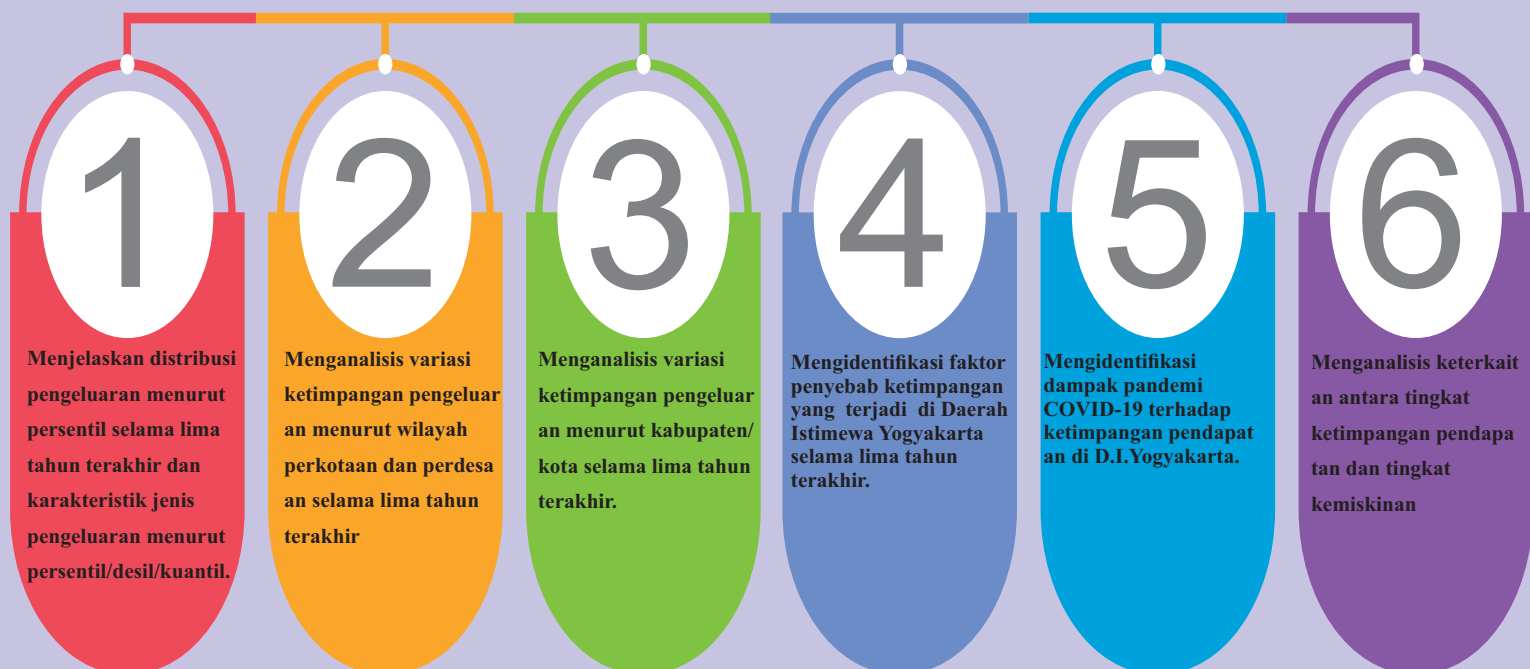 1
Menjelaskan distribusi
pengeluaran menurut
persentil selama lima
tahun terakhir dan
karakteristik jenis
pengeluaran menurut
persentil/desil/kuantil.
2
Menganalisis variasi
ketimpangan pengeluar
an menurut wilayah
perkotaan dan perdesa
an selama lima tahun
terakhir
3
Menganalisis variasi
ketimpangan pengeluar
an menurut kabupaten/
kota selama lima tahun
terakhir.
4
Mengidentifikasi faktor
penyebab ketimpangan
yang terjadi di Daerah
Istimewa Yogyakarta
selama lima tahun
terakhir.
5
Mengidentifikasi
dampak pandemi
COVID-19 terhadap
ketimpangan pendapat
an di D.I.Yogyakarta.
6
Menganalisis keterkait
an antara tingkat
ketimpangan pendapa
tan dan tingkat
kemiskinan